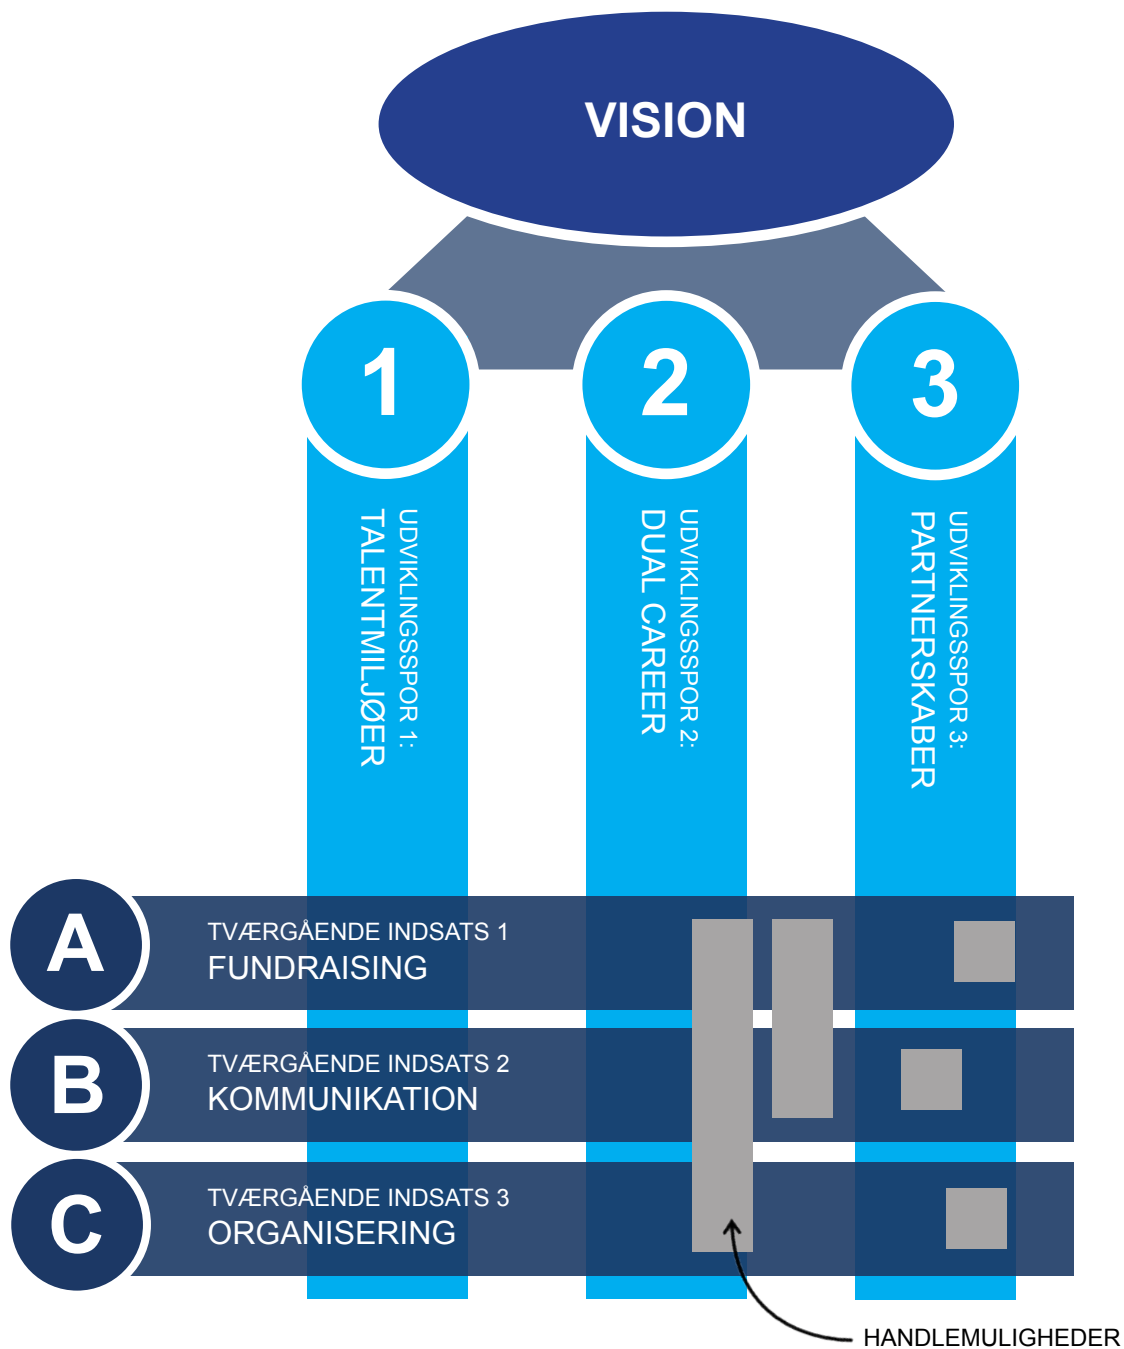 VISION
1
2
3
UDVIKLINGSSPOR 1:
TALENTMILJØER
UDVIKLINGSSPOR 2:
DUAL CAREER
UDVIKLINGSSPOR 3:
PARTNERSKABER
A
TVÆRGÅENDE INDSATS 1
FUNDRAISING
B
TVÆRGÅENDE INDSATS 2
KOMMUNIKATION
C
TVÆRGÅENDE INDSATS 3
ORGANISERING
HANDLEMULIGHEDER